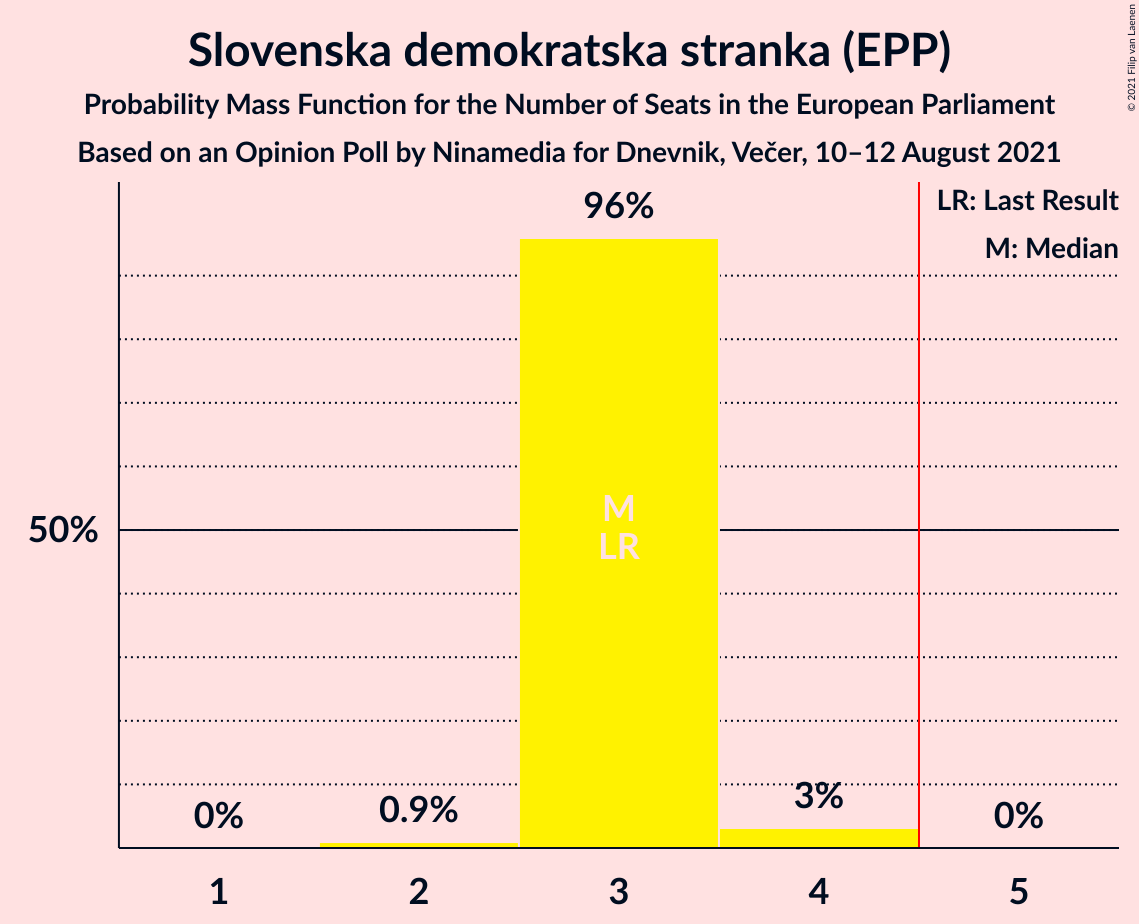 Slovenska demokratska stranka (EPP)
Probability Mass Function for the Number of Seats in the European Parliament
Based on an Opinion Poll by Ninamedia for Dnevnik, Večer, 10–12 August 2021
© 2021 Filip van Laenen
LR: Last Result
M: Median
96%
50%
M
LR
0%
0.9%
3%
0%
1
2
3
4
5